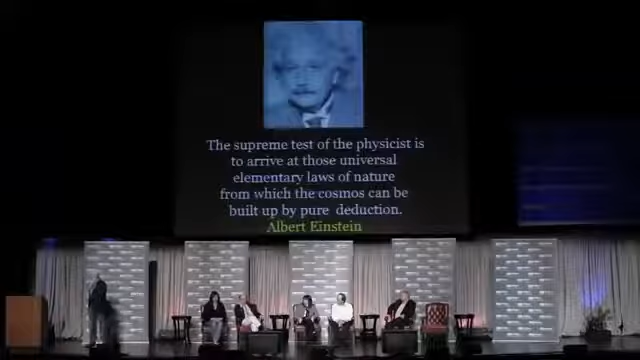 The supreme test of the physicist is
to arrive at those universal
elementary laws of nature
from which the cosmos can be
built up by pure deduction.
Albert Einstein